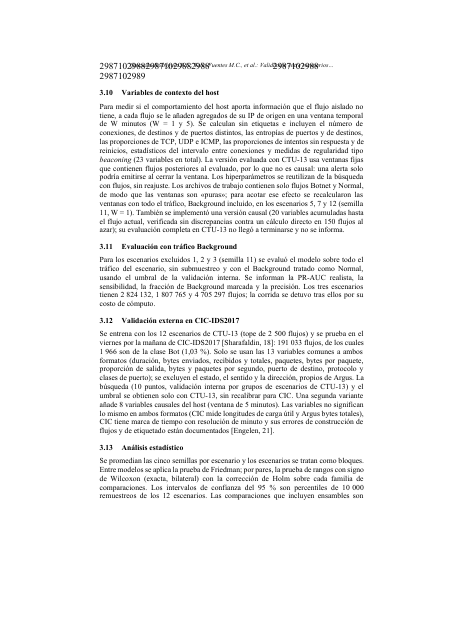 Fuentes M.C., et al.:
2987102989
3.10 Variables de contexto del host
Para medir si el comportamiento del host aporta información que el flujo aislado no
tiene, a cada flujo se le añaden agregados de su IP de origen en una ventana temporal
de W minutos (W = 1 y 5). Se calculan sin etiquetas e incluyen el número de
conexiones, de destinos y de puertos distintos, las entropías de puertos y de destinos,
las proporciones de TCP, UDP e ICMP, las proporciones de intentos sin respuesta y de
reinicios, estadísticos del intervalo entre conexiones y medidas de regularidad tipo
beaconing (23 variables en total). La versión evaluada con CTU-13 usa ventanas fijas
que contienen flujos posteriores al evaluado, por lo que no es causal: una alerta solo
podría emitirse al cerrar la ventana. Los hiperparámetros se reutilizan de la búsqueda
con flujos, sin reajuste. Los archivos de trabajo contienen solo flujos Botnet y Normal,
de modo que las ventanas son «puras»; para acotar ese efecto se recalcularon las
ventanas con todo el tráfico, Background incluido, en los escenarios 5, 7 y 12 (semilla
11, W = 1). También se implementó una versión causal (20 variables acumuladas hasta
el flujo actual, verificada sin discrepancias contra un cálculo directo en 150 flujos al
azar); su evaluación completa en CTU-13 no llegó a terminarse y no se informa.
3.11 Evaluación con tráfico Background
Para los escenarios excluidos 1, 2 y 3 (semilla 11) se evaluó el modelo sobre todo el
tráfico del escenario, sin submuestreo y con el Background tratado como Normal,
usando el umbral de la validación interna. Se informan la PR-AUC realista, la
sensibilidad, la fracción de Background marcada y la precisión. Los tres escenarios
tienen 2 824 132, 1 807 765 y 4 705 297 flujos; la corrida se detuvo tras ellos por su
costo de cómputo.
3.12 Validación externa en CIC-IDS2017
Se entrena con los 12 escenarios de CTU-13 (tope de 2 500 flujos) y se prueba en el
viernes por la mañana de CIC-IDS2017 [Sharafaldin, 18]: 191 033 flujos, de los cuales
1 966 son de la clase Bot (1,03 %). Solo se usan las 13 variables comunes a ambos
formatos (duración, bytes enviados, recibidos y totales, paquetes, bytes por paquete,
proporción de salida, bytes y paquetes por segundo, puerto de destino, protocolo y
clases de puerto); se excluyen el estado, el sentido y la dirección, propios de Argus. La
búsqueda (10 puntos, validación interna por grupos de escenarios de CTU-13) y el
umbral se obtienen solo con CTU-13, sin recalibrar para CIC. Una segunda variante
añade 8 variables causales del host (ventana de 5 minutos). Las variables no significan
lo mismo en ambos formatos (CIC mide longitudes de carga útil y Argus bytes totales),
CIC tiene marca de tiempo con resolución de minuto y sus errores de construcción de
flujos y de etiquetado están documentados [Engelen, 21].
3.13 Análisis estadístico
Se promedian las cinco semillas por escenario y los escenarios se tratan como bloques.
Entre modelos se aplica la prueba de Friedman; por pares, la prueba de rangos con signo
de Wilcoxon (exacta, bilateral) con la corrección de Holm sobre cada familia de
comparaciones. Los intervalos de confianza del 95 % son percentiles de 10 000
remuestreos de los 12 escenarios. Las comparaciones que incluyen ensambles son